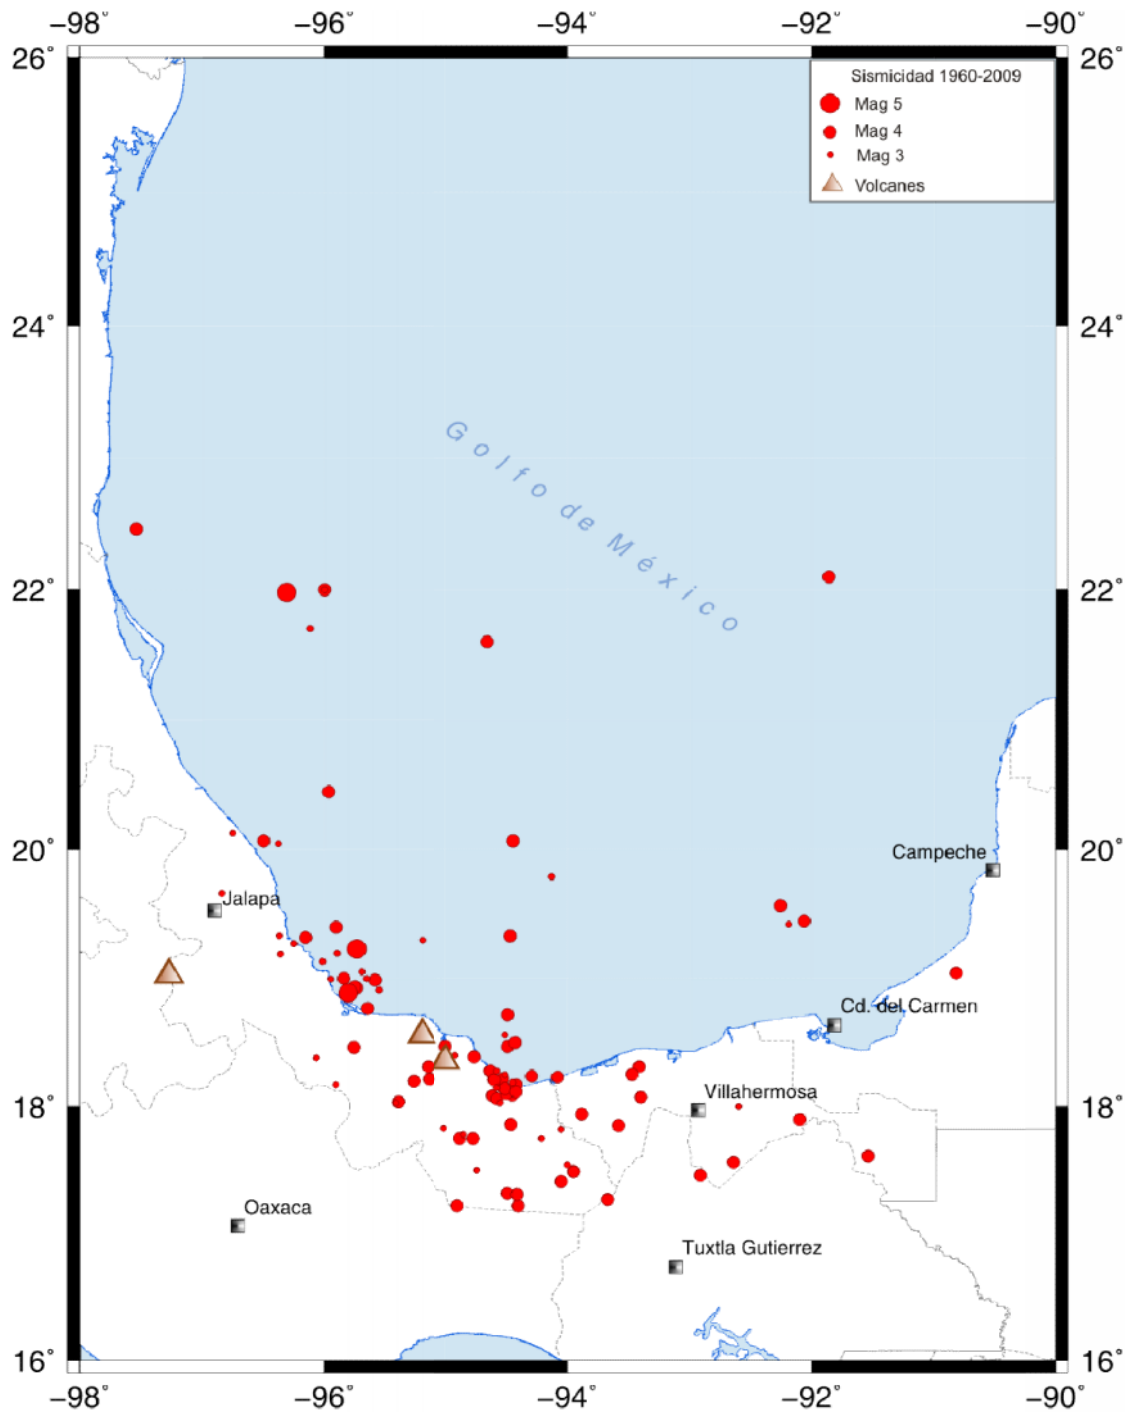 −98˚ −96˚ −94˚ −92˚ −90˚
26˚ 26˚
Sismicidad 1960-2009
Mag 5
Mag 4
Mag 3
Volcanes
24˚ 24˚
Golfo de México
22˚ 22˚
20˚ 20˚
Campeche
Jalapa
Cd. del Carmen
Villahermosa
18˚ 18˚
Oaxaca
Tuxtla Gutierrez
16˚ 16˚
−98˚ −96˚ −94˚ −92˚ −90˚